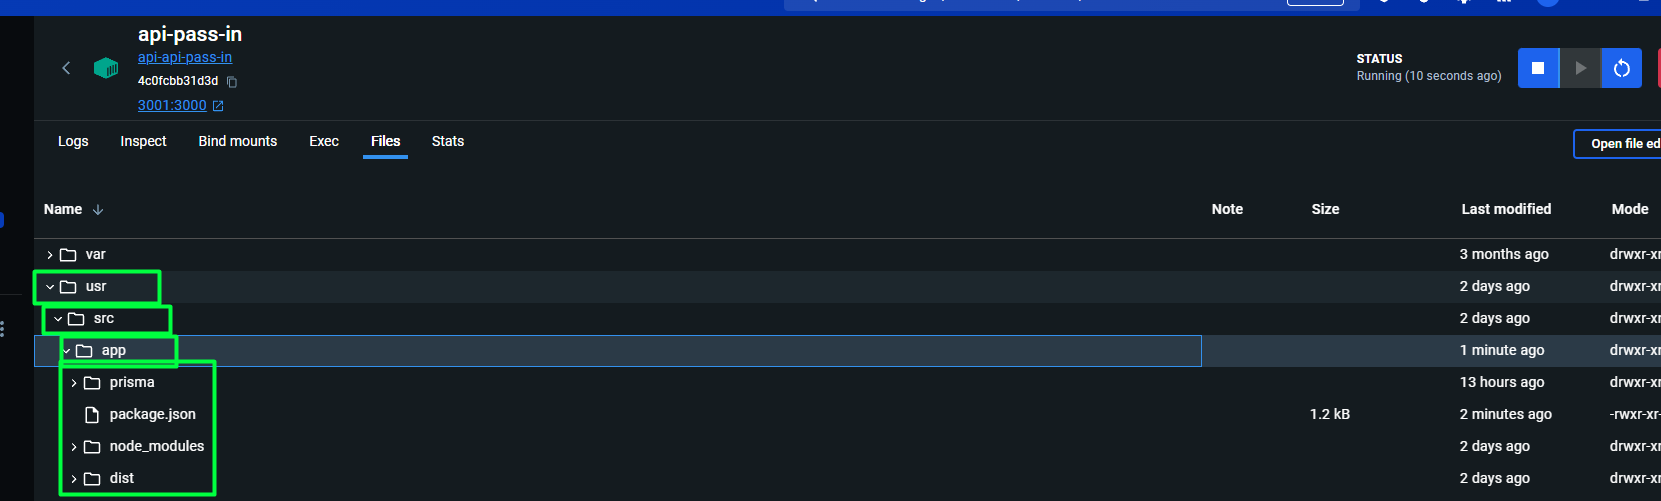 api-pass-in
api-api-pass-in
4c0fcbb31d3d
3001:3000
STATUS
Running (10 seconds ago)
Logs Inspect Bind mounts Exec Files Stats
Open file ed
Name Note Size Last modified Mode
var 3 months ago drwxr-xr
usr 2 days ago drwxr-xr
src 2 days ago drwxr-xr
app 1 minute ago drwxr-xr
prisma 13 hours ago drwxr-xr
package.json 1.2 kB 2 minutes ago -rwxr-xr-
node_modules 2 days ago drwxr-xr
dist 2 days ago drwxr-xr